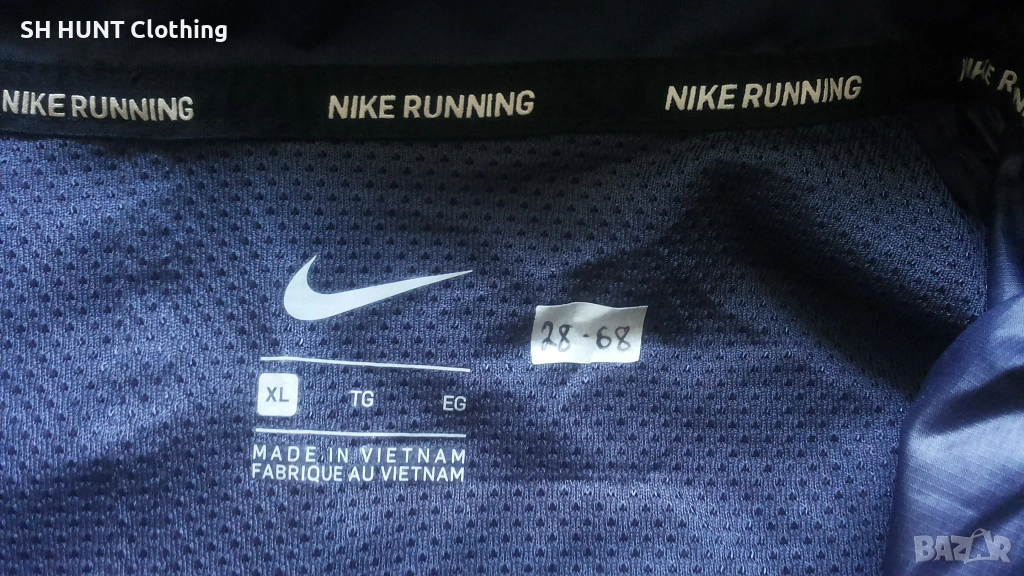 SH HUNT Clothing
NIKE RUNNING NIKE RUNNING NIKE RUNNING
28-68
XL TG EG
MADE IN VIETNAM
FABRIQUE AU VIETNAM
BAZAR